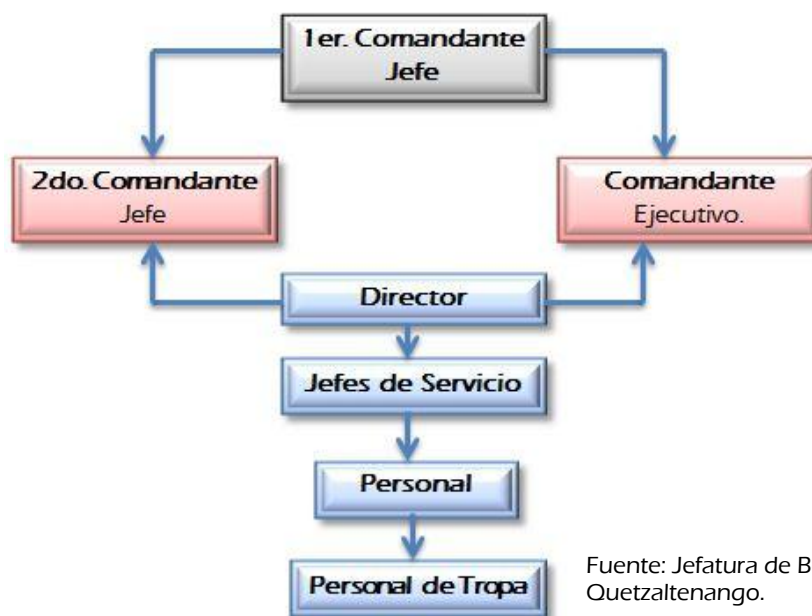 1er. Comandante
Jefe
2do. Comandante
Jefe
Comandante
Ejecutivo.
Director
Jefes de Servicio
Personal
Personal de Tropa
Fuente: Jefatura de B
Quetzaltenango.